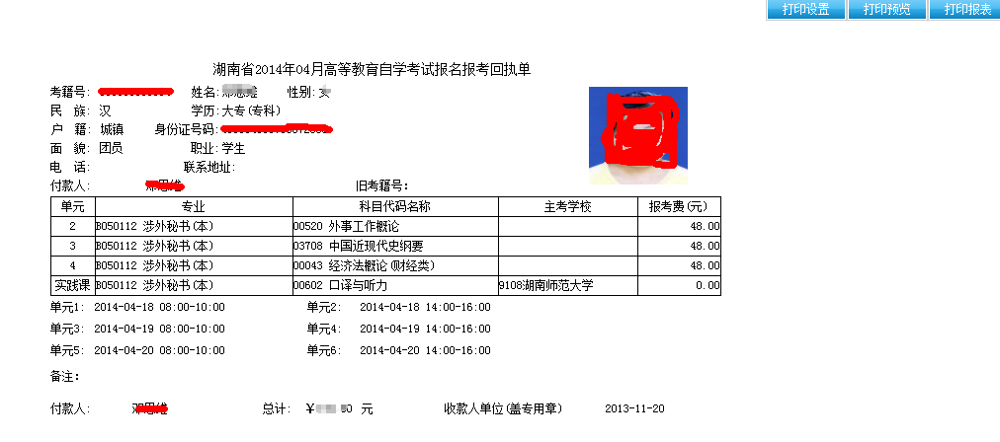 打印设置 打印预览 打印报表
湖南省2014年04月高等教育自学考试报名报考回执单
考籍号: 姓名: 性别:
民 族: 汉 学历:大专(专科)
户 籍: 城镇 身份证号码:
面 貌: 团员 职业:学生
电 话: 联系地址:
付款人: 旧考籍号:
单元 专业 科目代码名称 主考学校 报考费(元)
2 B050112 涉外秘书(本) 00520 外事工作概论 48.00
3 B050112 涉外秘书(本) 03708 中国近现代史纲要 48.00
4 B050112 涉外秘书(本) 00043 经济法概论(财经类) 48.00
实践课 B050112 涉外秘书(本) 00602 口译与听力 9108湖南师范大学 0.00
单元1: 2014-04-18 08:00-10:00 单元2: 2014-04-18 14:00-16:00
单元3: 2014-04-19 08:00-10:00 单元4: 2014-04-19 14:00-16:00
单元5: 2014-04-20 08:00-10:00 单元6: 2014-04-20 14:00-16:00
备注:
付款人: 总计: ¥ 元 收款人单位(盖专用章) 2013-11-20